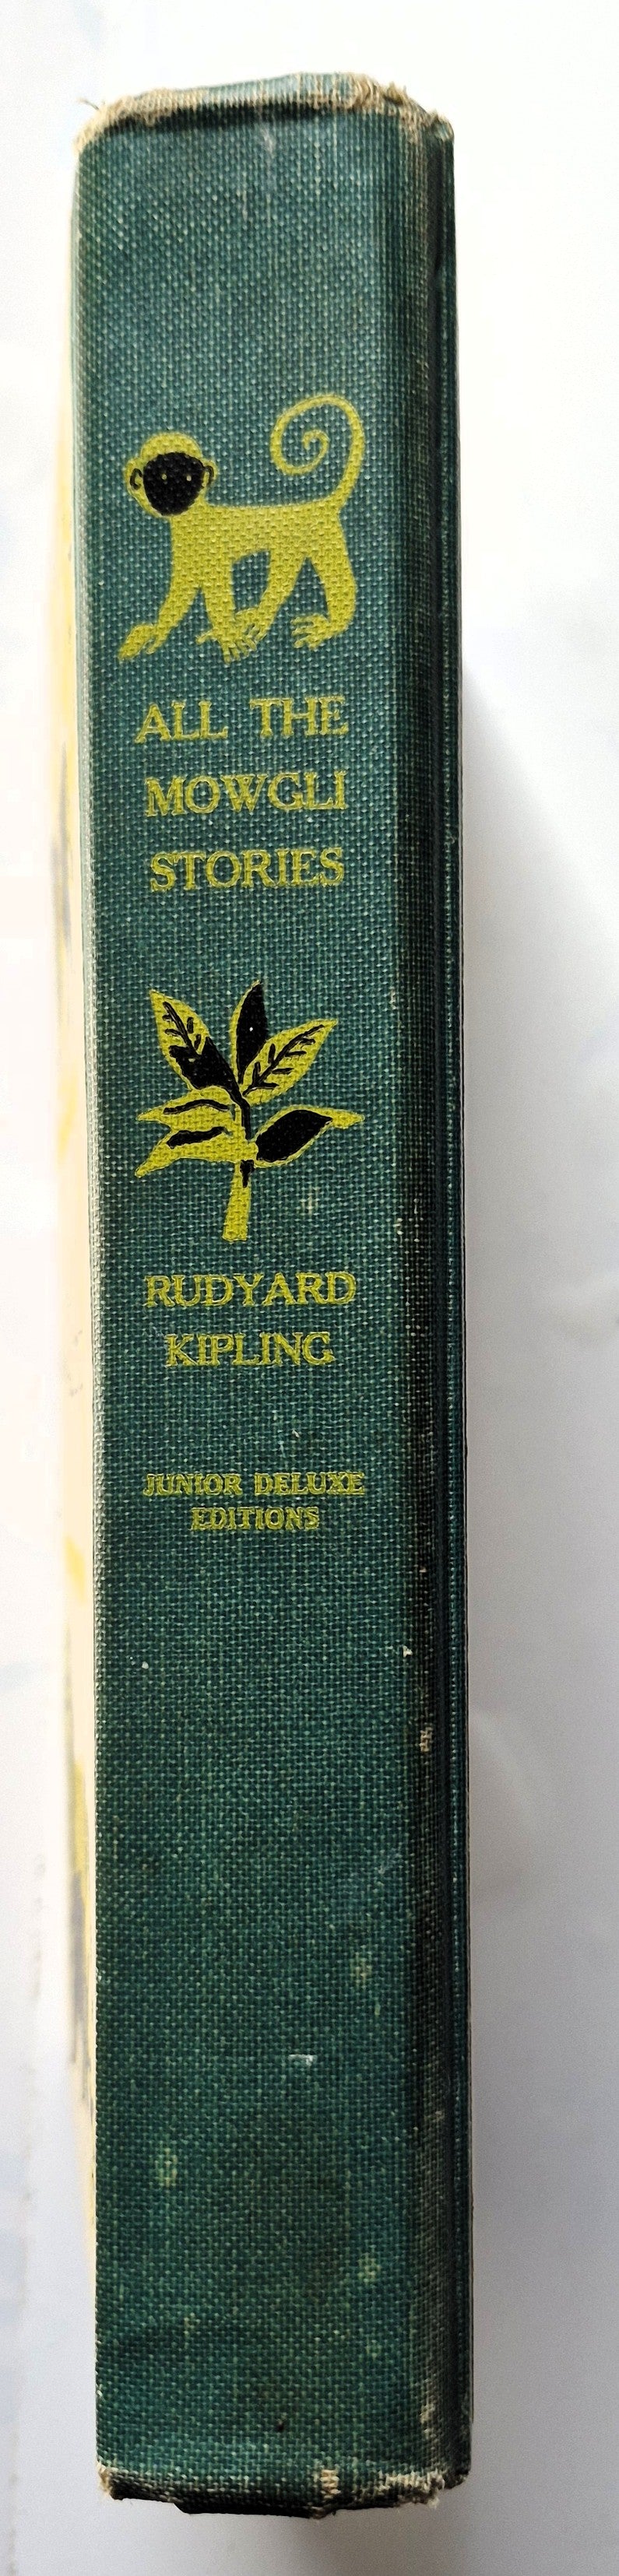 ALL THE
MOWGLI
STORIES
RUDYARD
KIPLING
JUNIOR DELUXE
EDITIONS